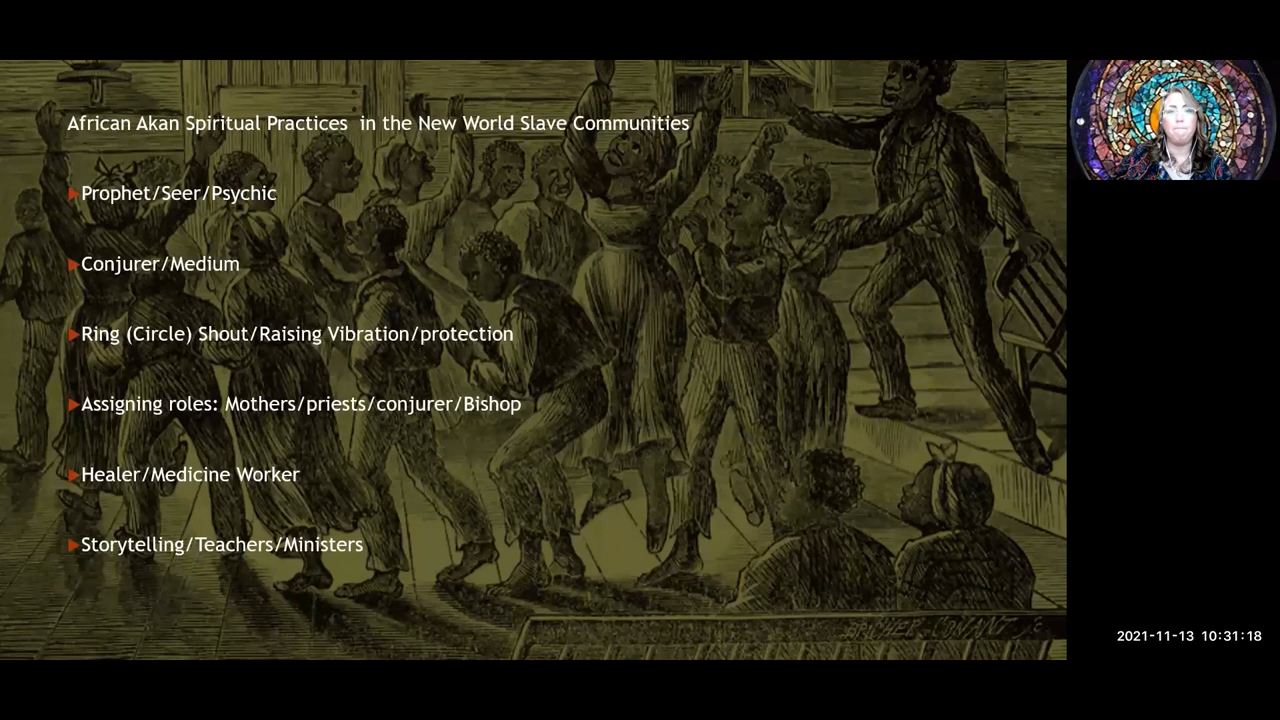 African Akan Spiritual Practices  in the New World Slave Communities
Prophet/Seer/Psychic
Conjurer/Medium
Ring (Circle) Shout/Raising Vibration/protection
Assigning roles: Mothers/priests/conjurer/Bishop
Healer/Medicine Worker
Storytelling/Teachers/Ministers
2021-11-13 10:31:18